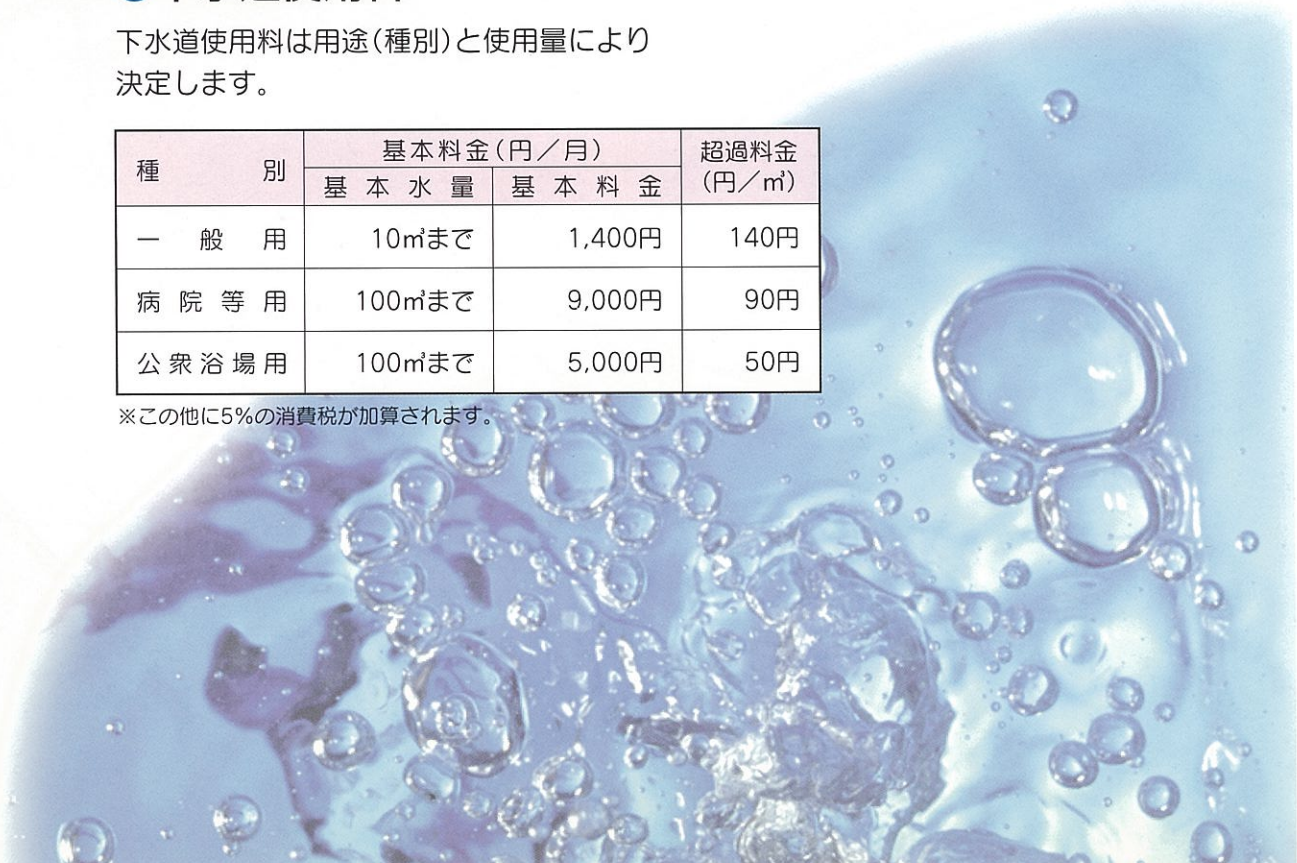 下水道使用料は用途(種別)と使用量により
決定します。
種別 基本料金(円/月) 超過料金(円/㎥)
基本水量 基本料金
一般用 10㎥まで 1,400円 140円
病院等用 100㎥まで 9,000円 90円
公衆浴場用 100㎥まで 5,000円 50円
※この他に5%の消費税が加算されます。